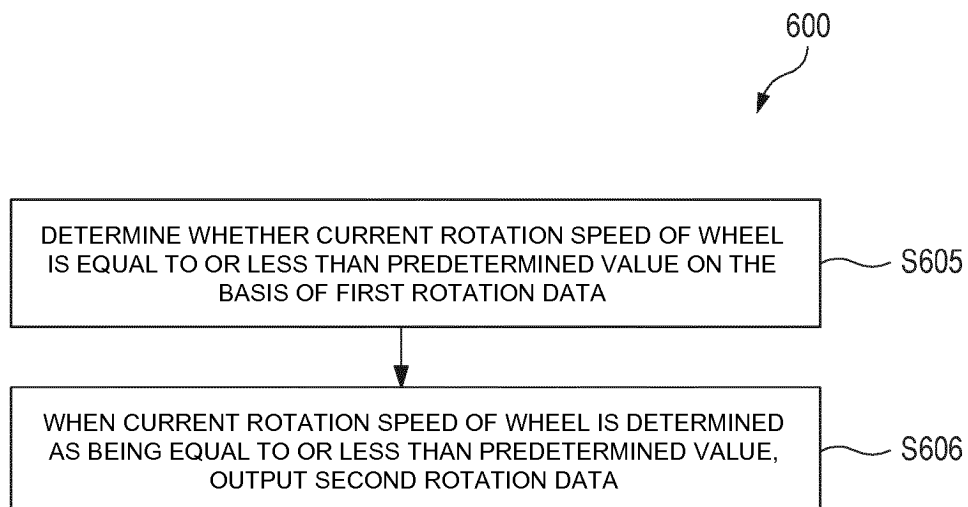 600
DETERMINE WHETHER CURRENT ROTATION SPEED OF WHEEL
IS EQUAL TO OR LESS THAN PREDETERMINED VALUE ON THE
BASIS OF FIRST ROTATION DATA
S605
WHEN CURRENT ROTATION SPEED OF WHEEL IS DETERMINED
AS BEING EQUAL TO OR LESS THAN PREDETERMINED VALUE,
OUTPUT SECOND ROTATION DATA
S606